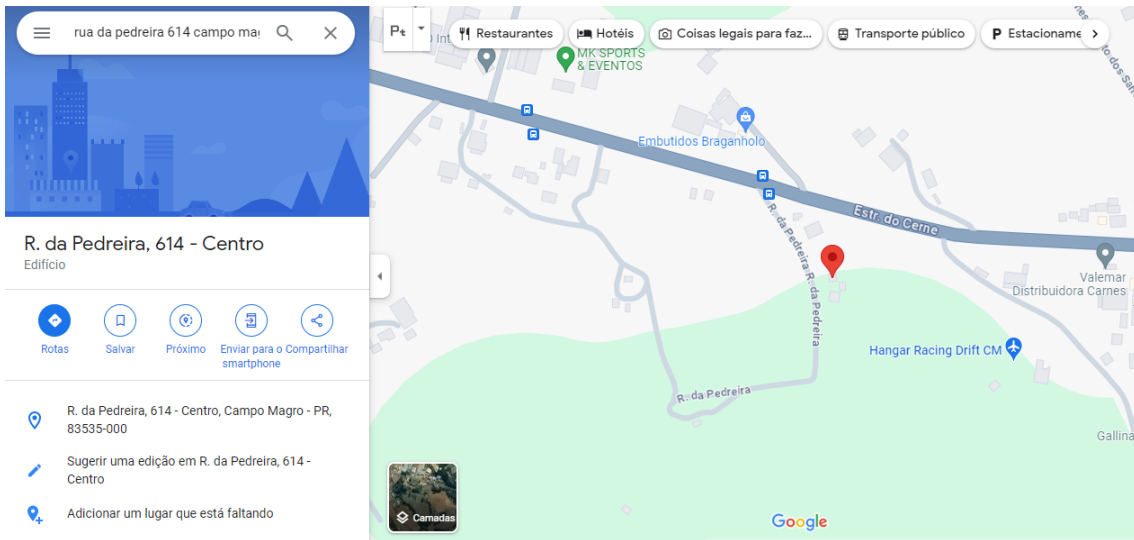 rua da pedreira 614 campo mag
R. da Pedreira, 614 - Centro
Edifício
Rotas
Salvar
Próximo
Enviar para o smartphone
Compartilhar
R. da Pedreira, 614 - Centro, Campo Magro - PR,
83535-000
Sugerir uma edição em R. da Pedreira, 614 -
Centro
Adicionar um lugar que está faltando
Restaurantes
Hotéis
Coisas legais para faz...
Transporte público
P Estacioname
MK SPORTS
& EVENTOS
Embutidos Braganholo
Estr. do Cerne
R. da Pedreira
R. da Pedreira
R. da Pedreira
Valemar
Distribuidora Carnes
Hangar Racing Drift CM
Gallina
Camadas
Google